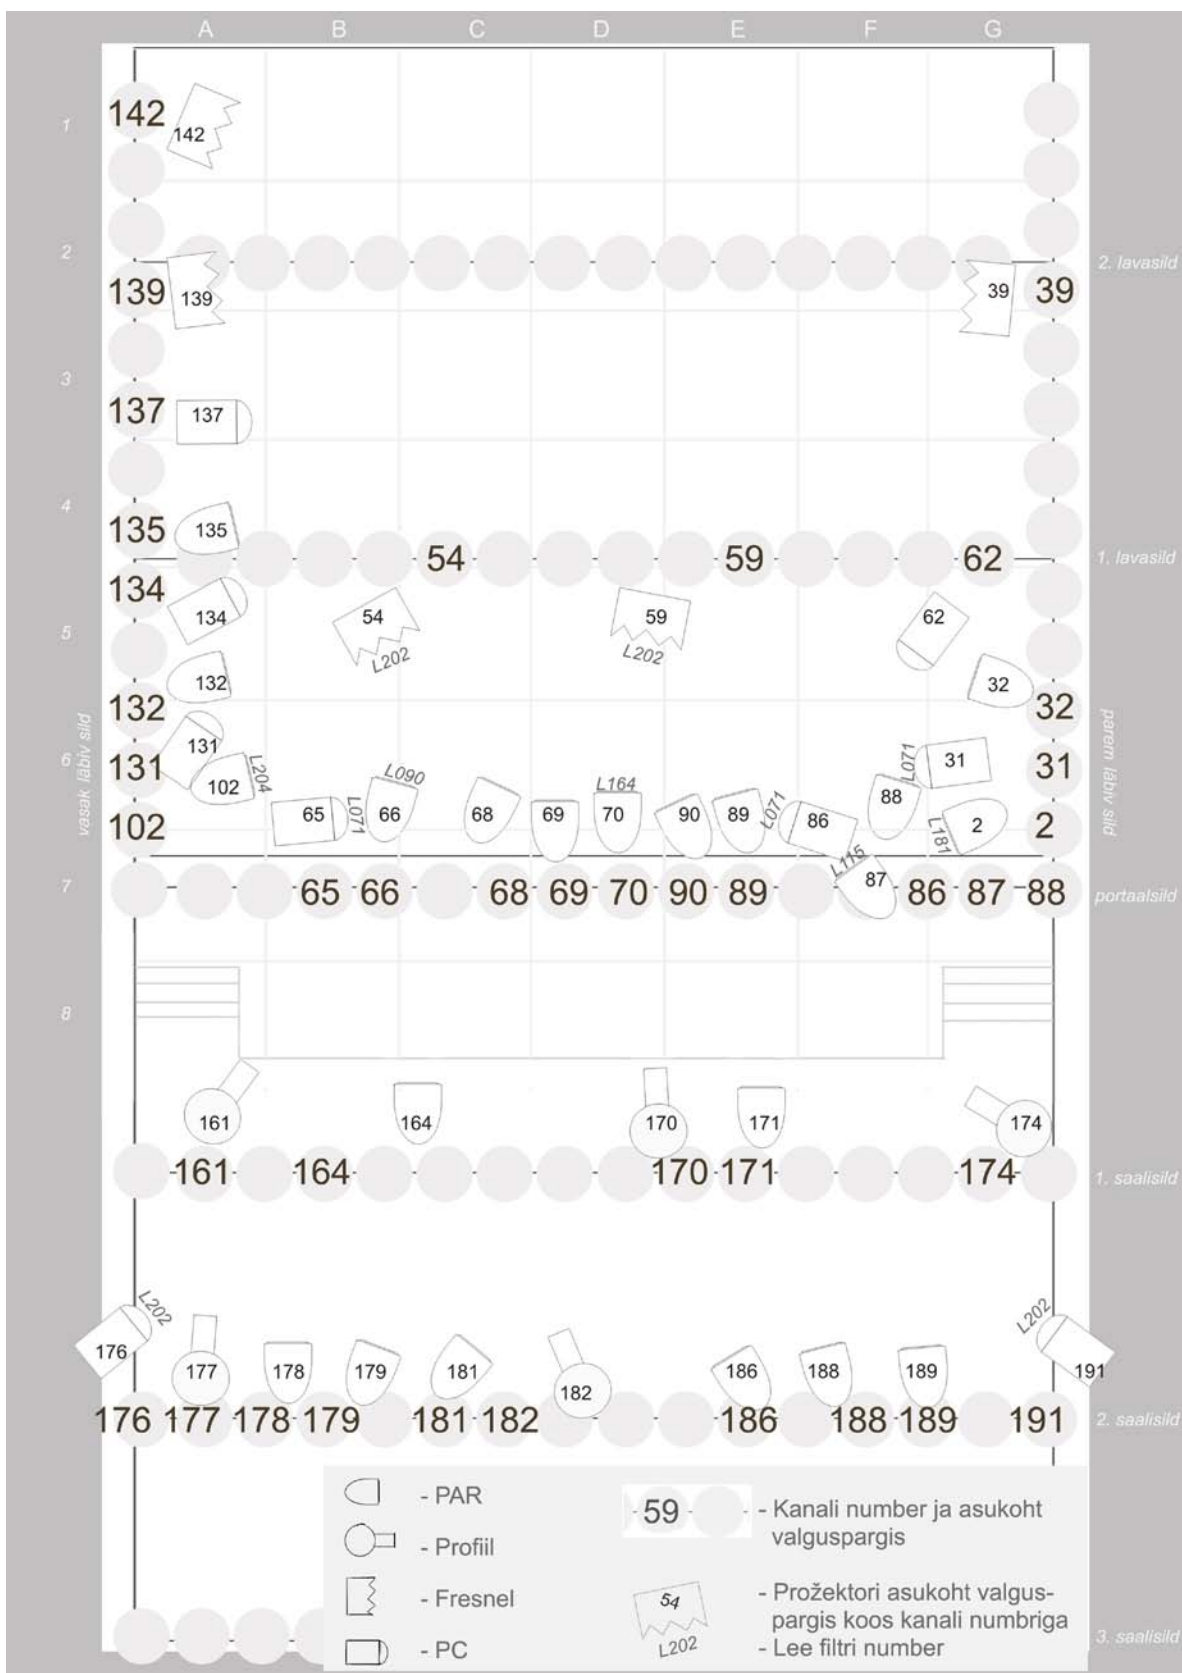 A B C D E F G
1
142
142
2
2. lavasild
139
139
39
39
3
137
137
4
135
135
54
59
62
1. lavasild
134
134
54
L202
59
L202
62
5
132
132
32
32
vasak läbiv sild
parem läbiv sild
6
131
131
102
L204
102
31
L071
31
65
L071
66
L090
68
69
70
L164
90
89
86
L071
88
2
L181
2
87
L115
7
65 66 68 69 70 90 89 86 87 88
portaalsild
8
161
164
170
171
174
161 164 170 171 174
1. saalisild
176
L202
177
178
179
181
182
186
188
189
191
L202
176 177 178 179 181 182 186 188 189 191
2. saalisild
- PAR
- Profiil
- Fresnel
- PC
59
- Kanali number ja asukoht
valguspargis
54
L202
- Prožektori asukoht valgus-
pargis koos kanali numbriga
- Lee filtri number
3. saalisild